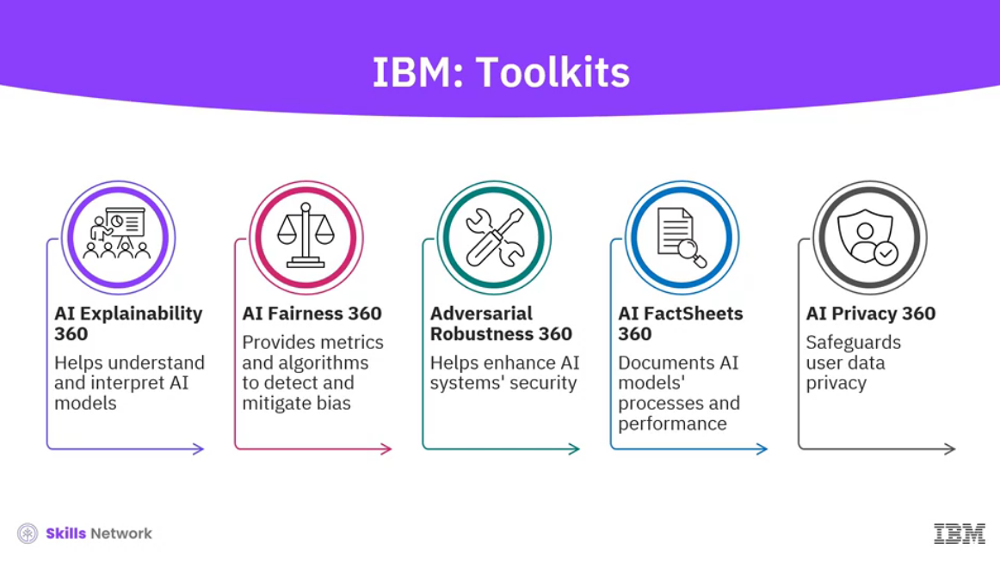 IBM: Toolkits
AI Explainability
360
Helps understand
and interpret AI
models
AI Fairness 360
Provides metrics
and algorithms
to detect and
mitigate bias
Adversarial
Robustness 360
Helps enhance AI
systems' security
AI FactSheets
360
Documents AI
models'
processes and
performance
AI Privacy 360
Safeguards
user data
privacy
Skills Network
IBM